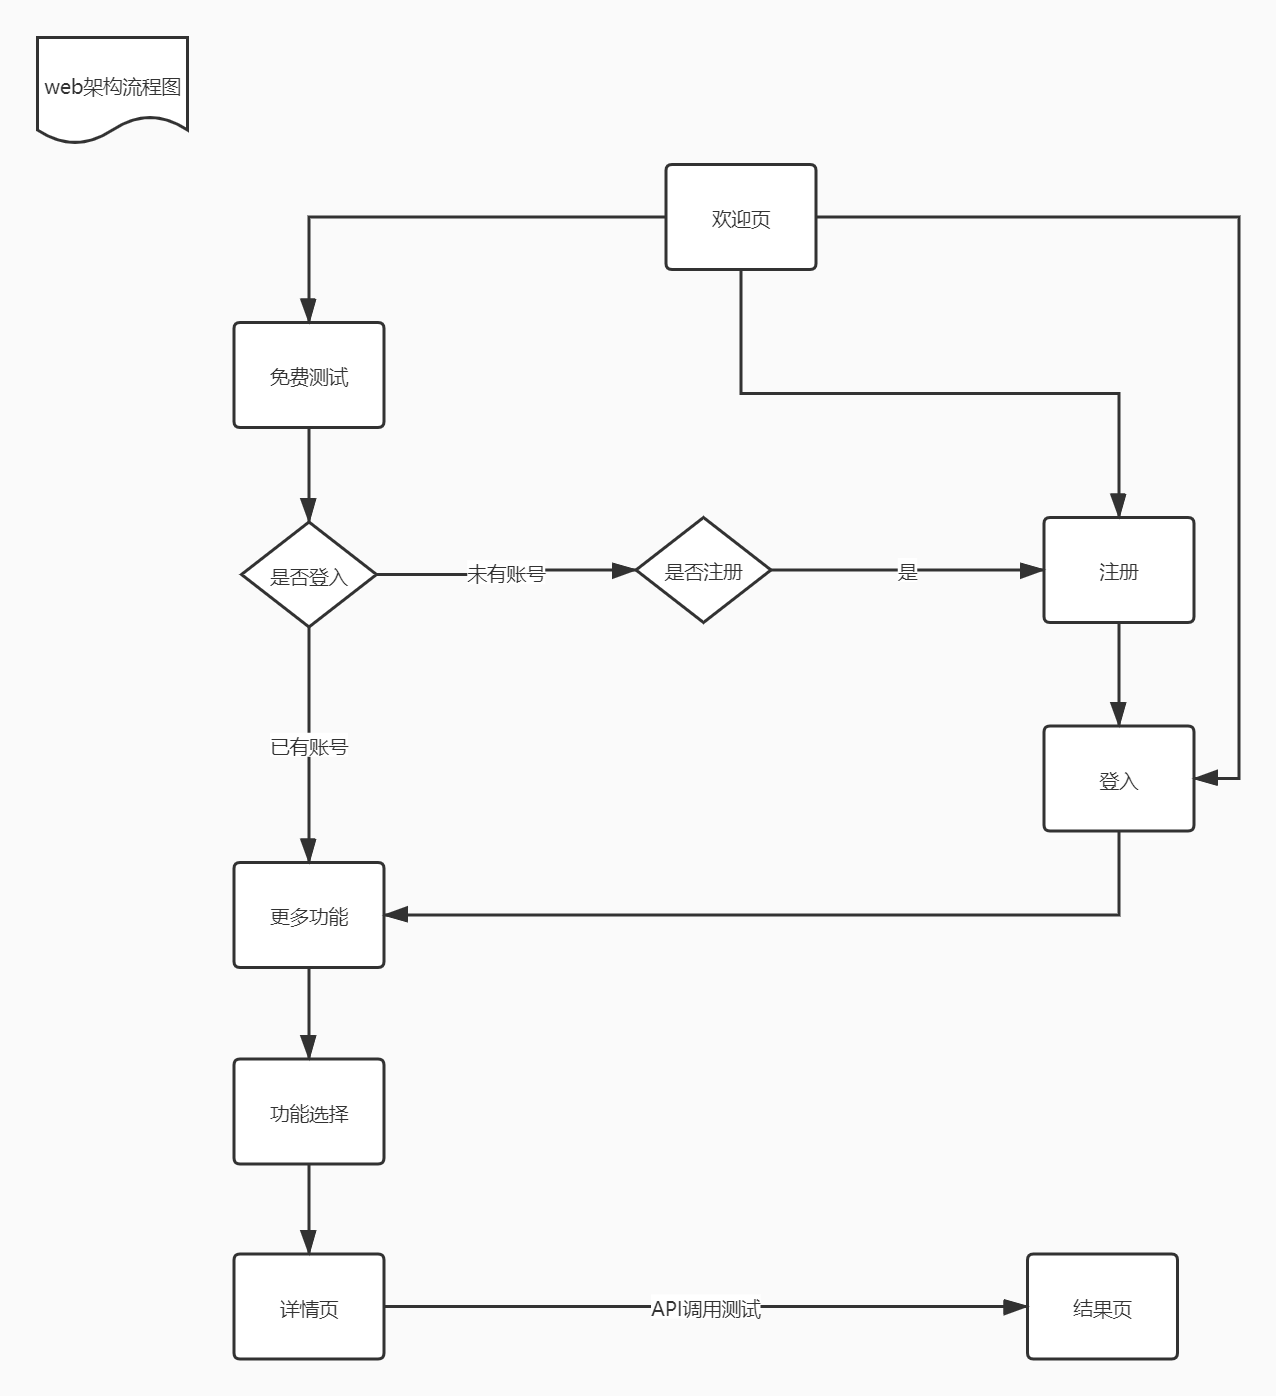 web架构流程图
欢迎页
免费测试
是否登入
未有账号
是否注册
是
注册
已有账号
登入
更多功能
功能选择
详情页
API调用测试
结果页